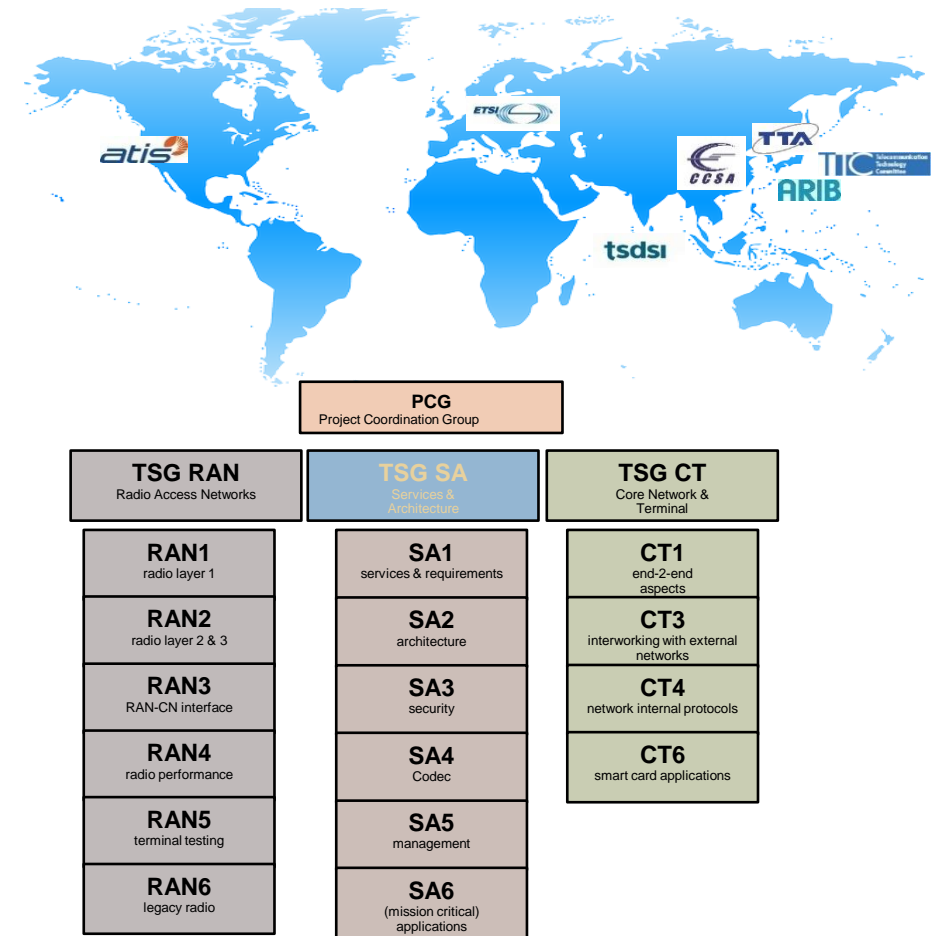 ETSI
atis
TTA
CCSA
TTC Telecommunication
Technology
Committee
ARIB
tsdsi
PCG
Project Coordination Group
TSG RAN
Radio Access Networks
TSG SA
Services &
Architecture
TSG CT
Core Network &
Terminal
RAN1
radio layer 1
SA1
services & requirements
CT1
end-2-end
aspects
RAN2
radio layer 2 & 3
SA2
architecture
CT3
interworking with external
networks
RAN3
RAN-CN interface
SA3
security
CT4
network internal protocols
RAN4
radio performance
SA4
Codec
CT6
smart card applications
RAN5
terminal testing
SA5
management
RAN6
legacy radio
SA6
(mission critical)
applications